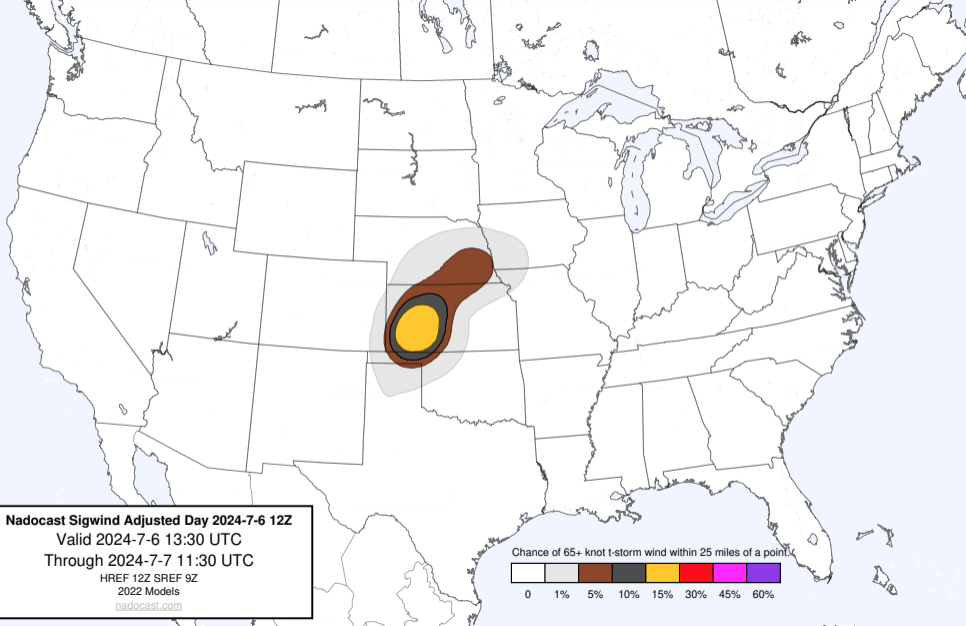 Nadocast Sigwind Adjusted Day 2024-7-6 12Z
Valid 2024-7-6 13:30 UTC
Through 2024-7-7 11:30 UTC
HREF 12Z SREF 9Z
2022 Models
nadocast.com
Chance of 65+ knot t-storm wind within 25 miles of a point.
0 1% 5% 10% 15% 30% 45% 60%